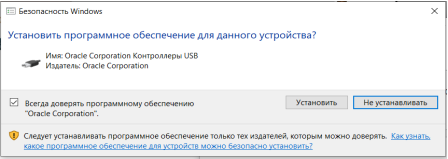 Безопасность Windows
Установить программное обеспечение для данного устройства?
Имя: Oracle Corporation Контроллеры USB
Издатель: Oracle Corporation
Всегда доверять программному обеспечению
"Oracle Corporation".
Установить
Не устанавливать
Следует устанавливать программное обеспечение только тех издателей, которым можно доверять. Как узнать,
какое программное обеспечение для устройств можно безопасно установить?